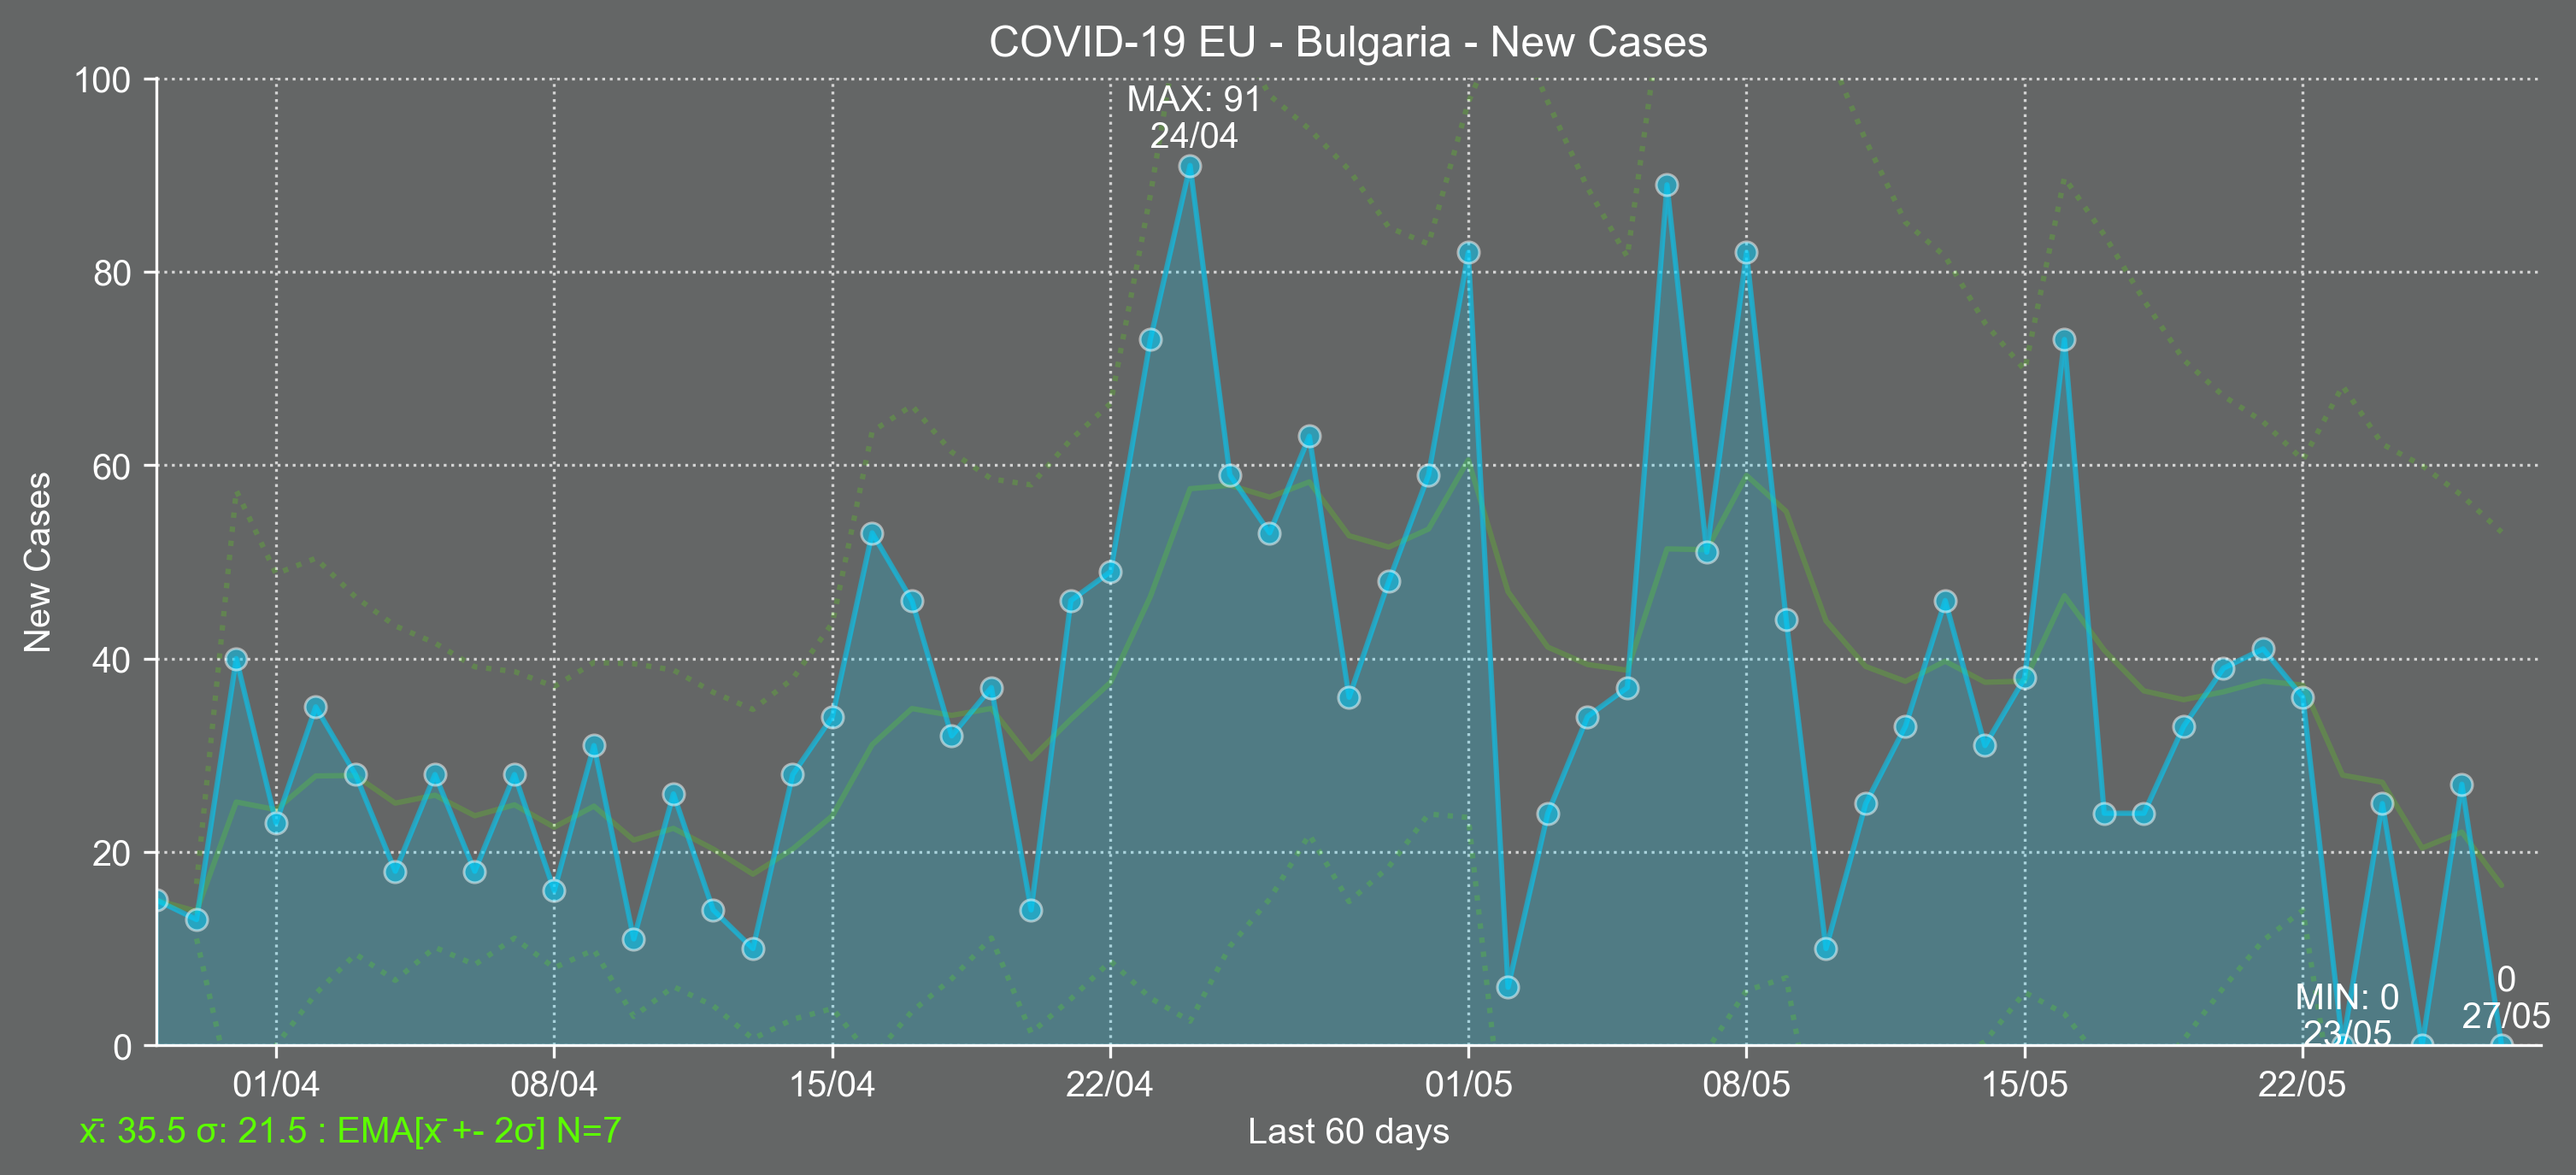 COVID-19 EU - Bulgaria - New Cases
100
80
60
40
20
0
New Cases
MAX: 91
24/04
MIN: 0
23/05
0
27/05
01/04 08/04 15/04 22/04 01/05 08/05 15/05 22/05
x̄: 35.5 σ: 21.5 : EMA[x̄ +- 2σ] N=7
Last 60 days